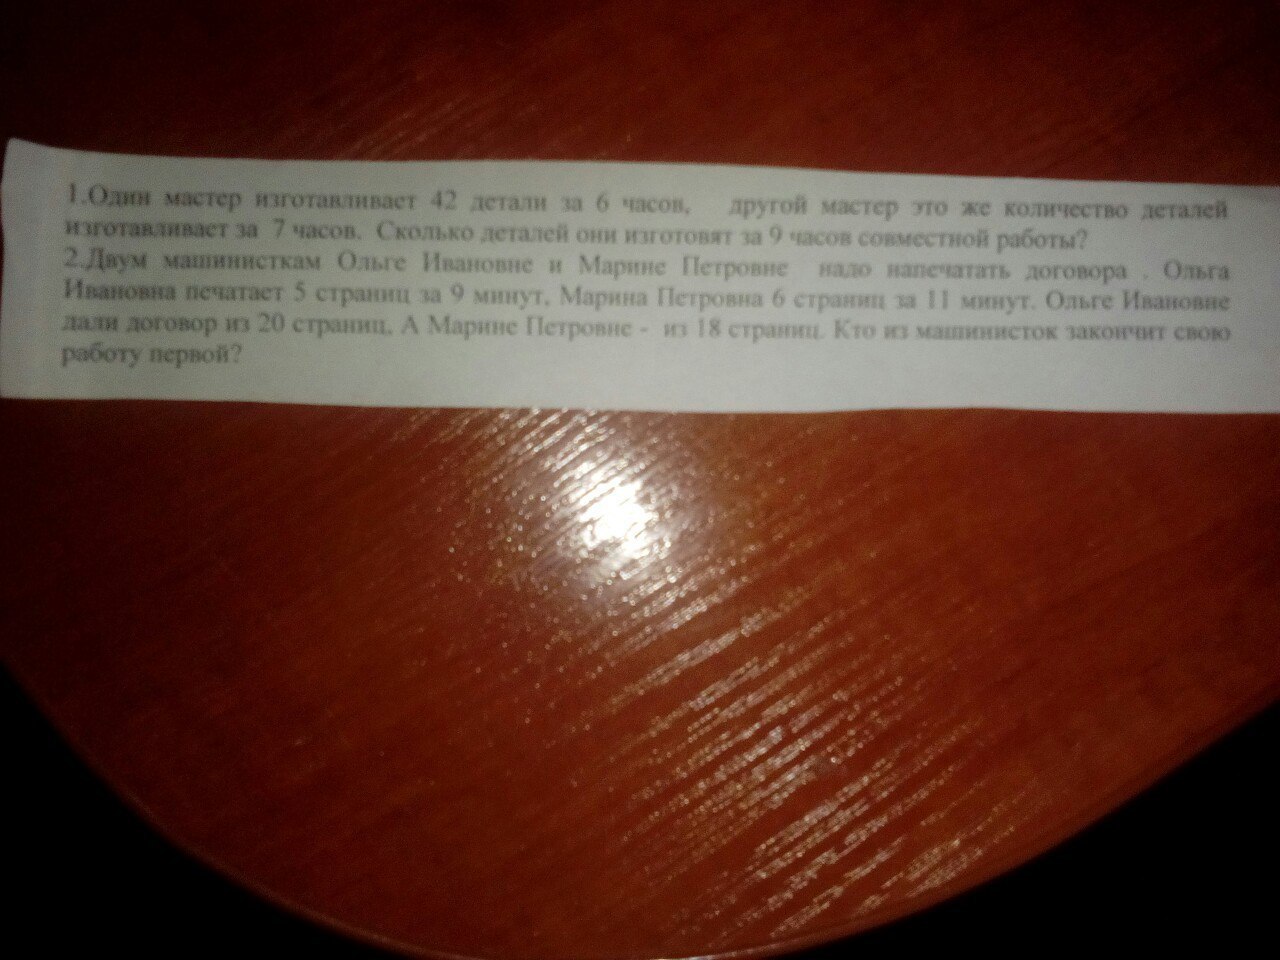 1.Один мастер изготавливает 42 детали за 6 часов, другой мастер это же количество деталей
изготавливает за 7 часов. Сколько деталей они изготовят за 9 часов совместной работы?
2.Двум машинисткам Ольге Ивановне и Марине Петровне надо напечатать договора . Ольга
Ивановна печатает 5 страниц за 9 минут, Марина Петровна 6 страниц за 11 минут. Ольге Ивановне
дали договор из 20 страниц. А Марине Петровне - из 18 страниц. Кто из машинисток закончит свою
работу первой?